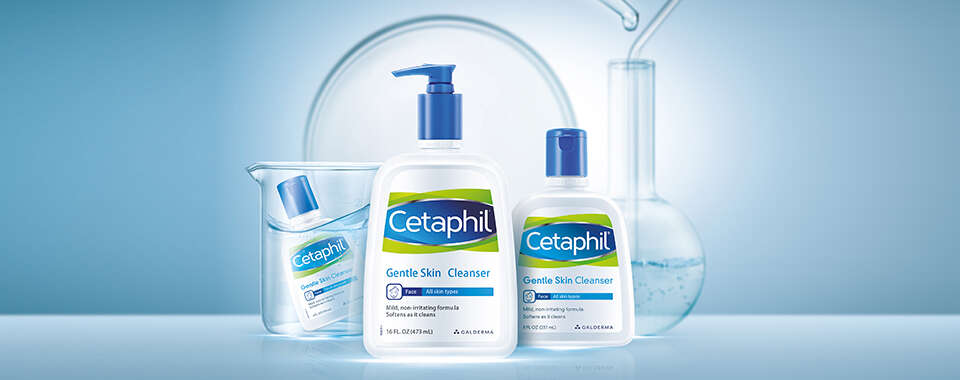 Cetaphil
Gentle Skin Cleanser
Face
Cetaphil®
Gentle Skin Cleanser
Face All skin types
Mild, non-irritating formula
Softens as it cleans
16 FL. OZ (473 mL)
GALDERMA
Cetaphil®
Gentle Skin Cleanser
Face All skin types
Mild, non-irritating formula
Softens as it cleans
GALDERMA